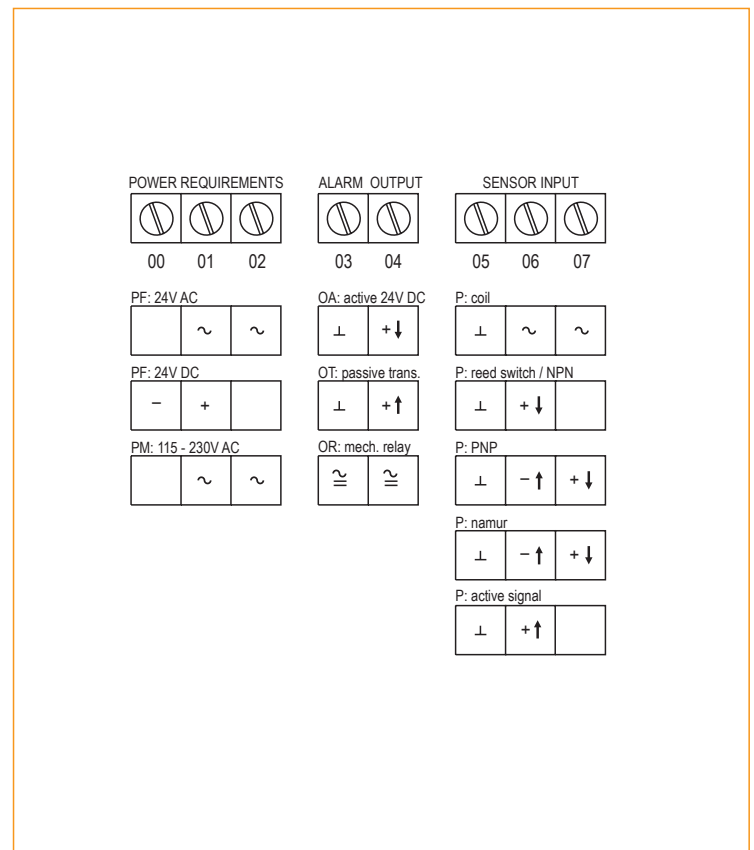 POWER REQUIREMENTS ALARM OUTPUT SENSOR INPUT
00 01 02 03 04 05 06 07
PF: 24V AC OA: active 24V DC P: coil
~ ~ ⊥ +↓ ⊥ ~ ~
PF: 24V DC OT: passive trans. P: reed switch / NPN
− + ⊥ +↑ ⊥ +↓
PM: 115 - 230V AC OR: mech. relay P: PNP
~ ~ ≅ ≅ ⊥ −↑ +↓
P: namur
⊥ −↑ +↓
P: active signal
⊥ +↑